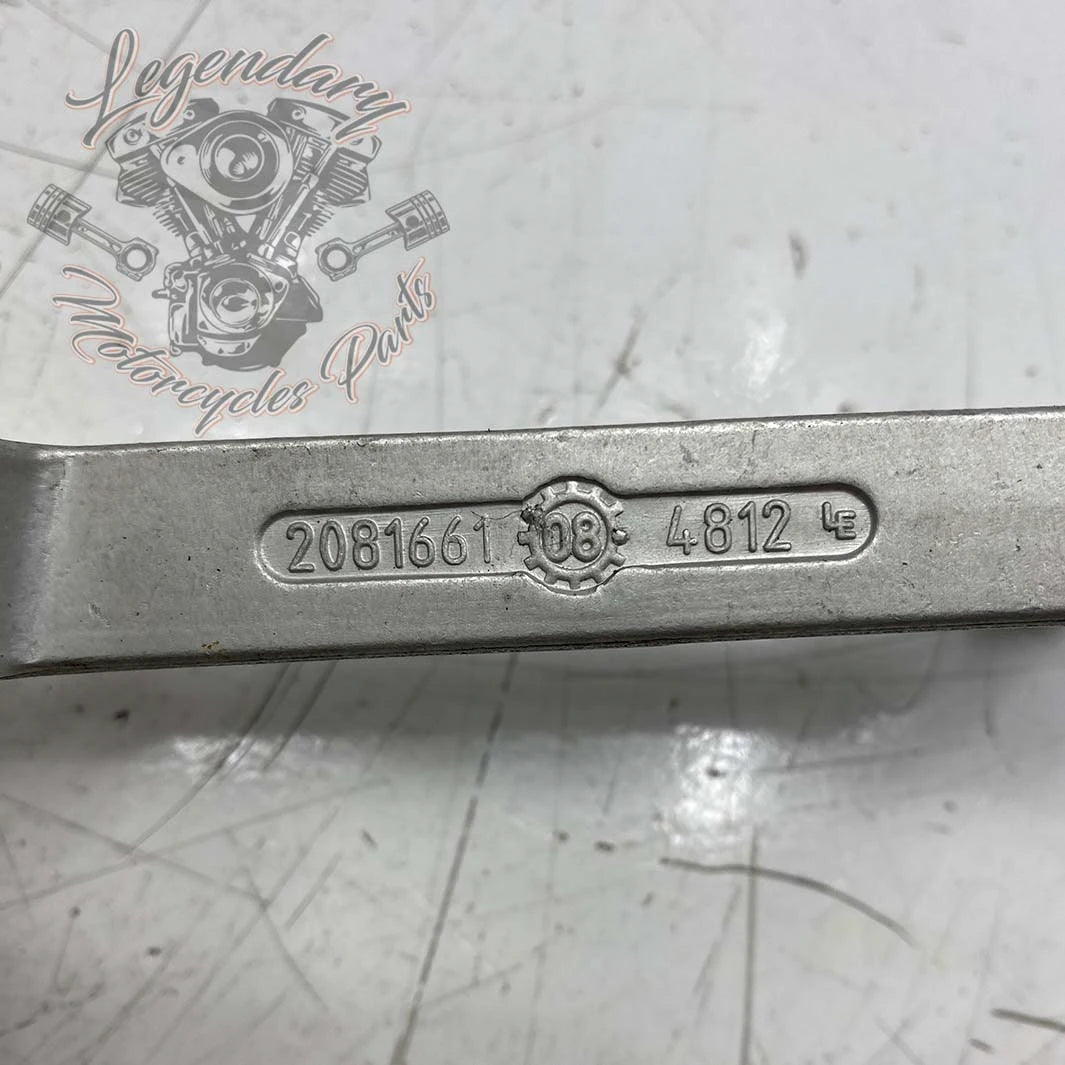 Legendary
Motorcycles Parts
2081661 08 4812 LE